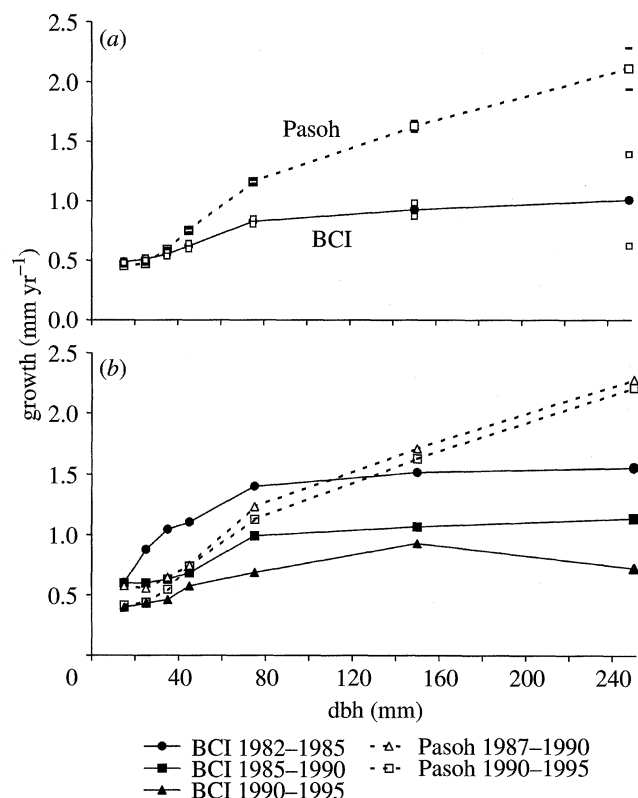 2.5
(a)
2.0
Pasoh
1.5
1.0
BCI
0.5
0.0
growth (mm yr⁻¹)
2.5
(b)
2.0
1.5
1.0
0.5
0 40 80 120 160 200 240
dbh (mm)
BCI 1982–1985 Pasoh 1987–1990
BCI 1985–1990 Pasoh 1990–1995
BCI 1990–1995